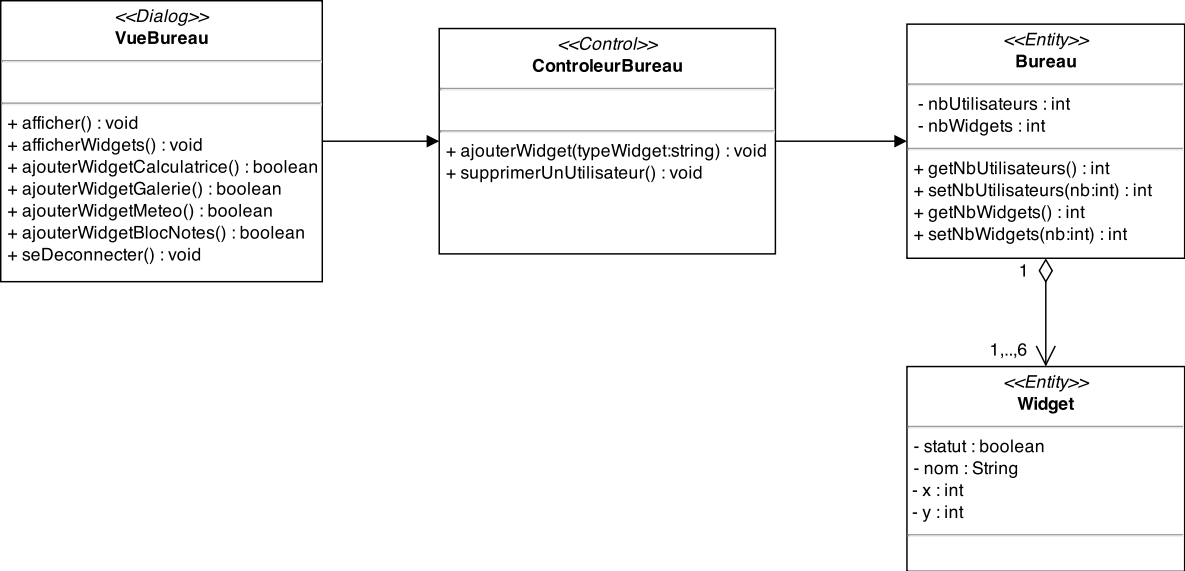 <<Dialog>>
VueBureau
+ afficher() : void
+ afficherWidgets() : void
+ ajouterWidgetCalculatrice() : boolean
+ ajouterWidgetGalerie() : boolean
+ ajouterWidgetMeteo() : boolean
+ ajouterWidgetBlocNotes() : boolean
+ seDeconnecter() : void
<<Control>>
ControleurBureau
+ ajouterWidget(typeWidget:string) : void
+ supprimerUnUtilisateur() : void
<<Entity>>
Bureau
- nbUtilisateurs : int
- nbWidgets : int
+ getNbUtilisateurs() : int
+ setNbUtilisateurs(nb:int) : int
+ getNbWidgets() : int
+ setNbWidgets(nb:int) : int
1
1,..,6
<<Entity>>
Widget
- statut : boolean
- nom : String
- x : int
- y : int